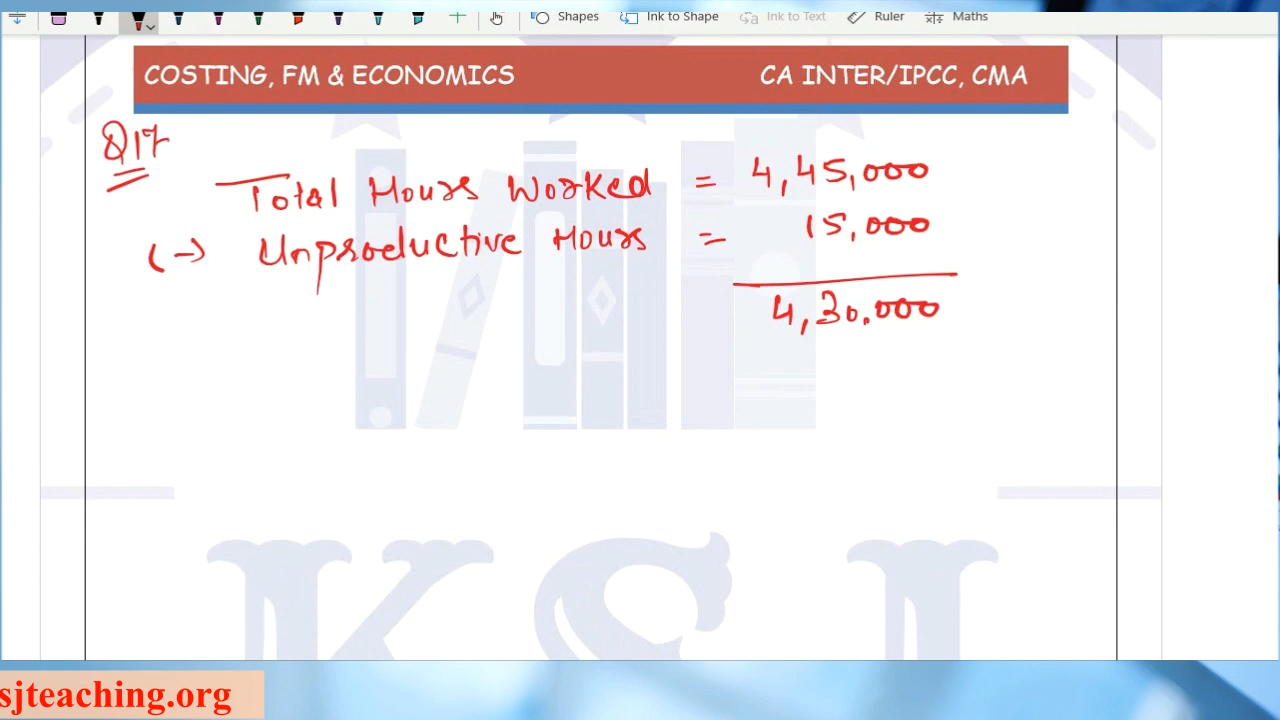 Shapes Ink to Shape Ink to Text Ruler Maths
COSTING, FM & ECONOMICS CA INTER/IPCC, CMA
Q17
Total Hours Worked = 4,45,000
(-) Unproductive Hours = 15,000
4,30,000
KSJ
sjteaching.org